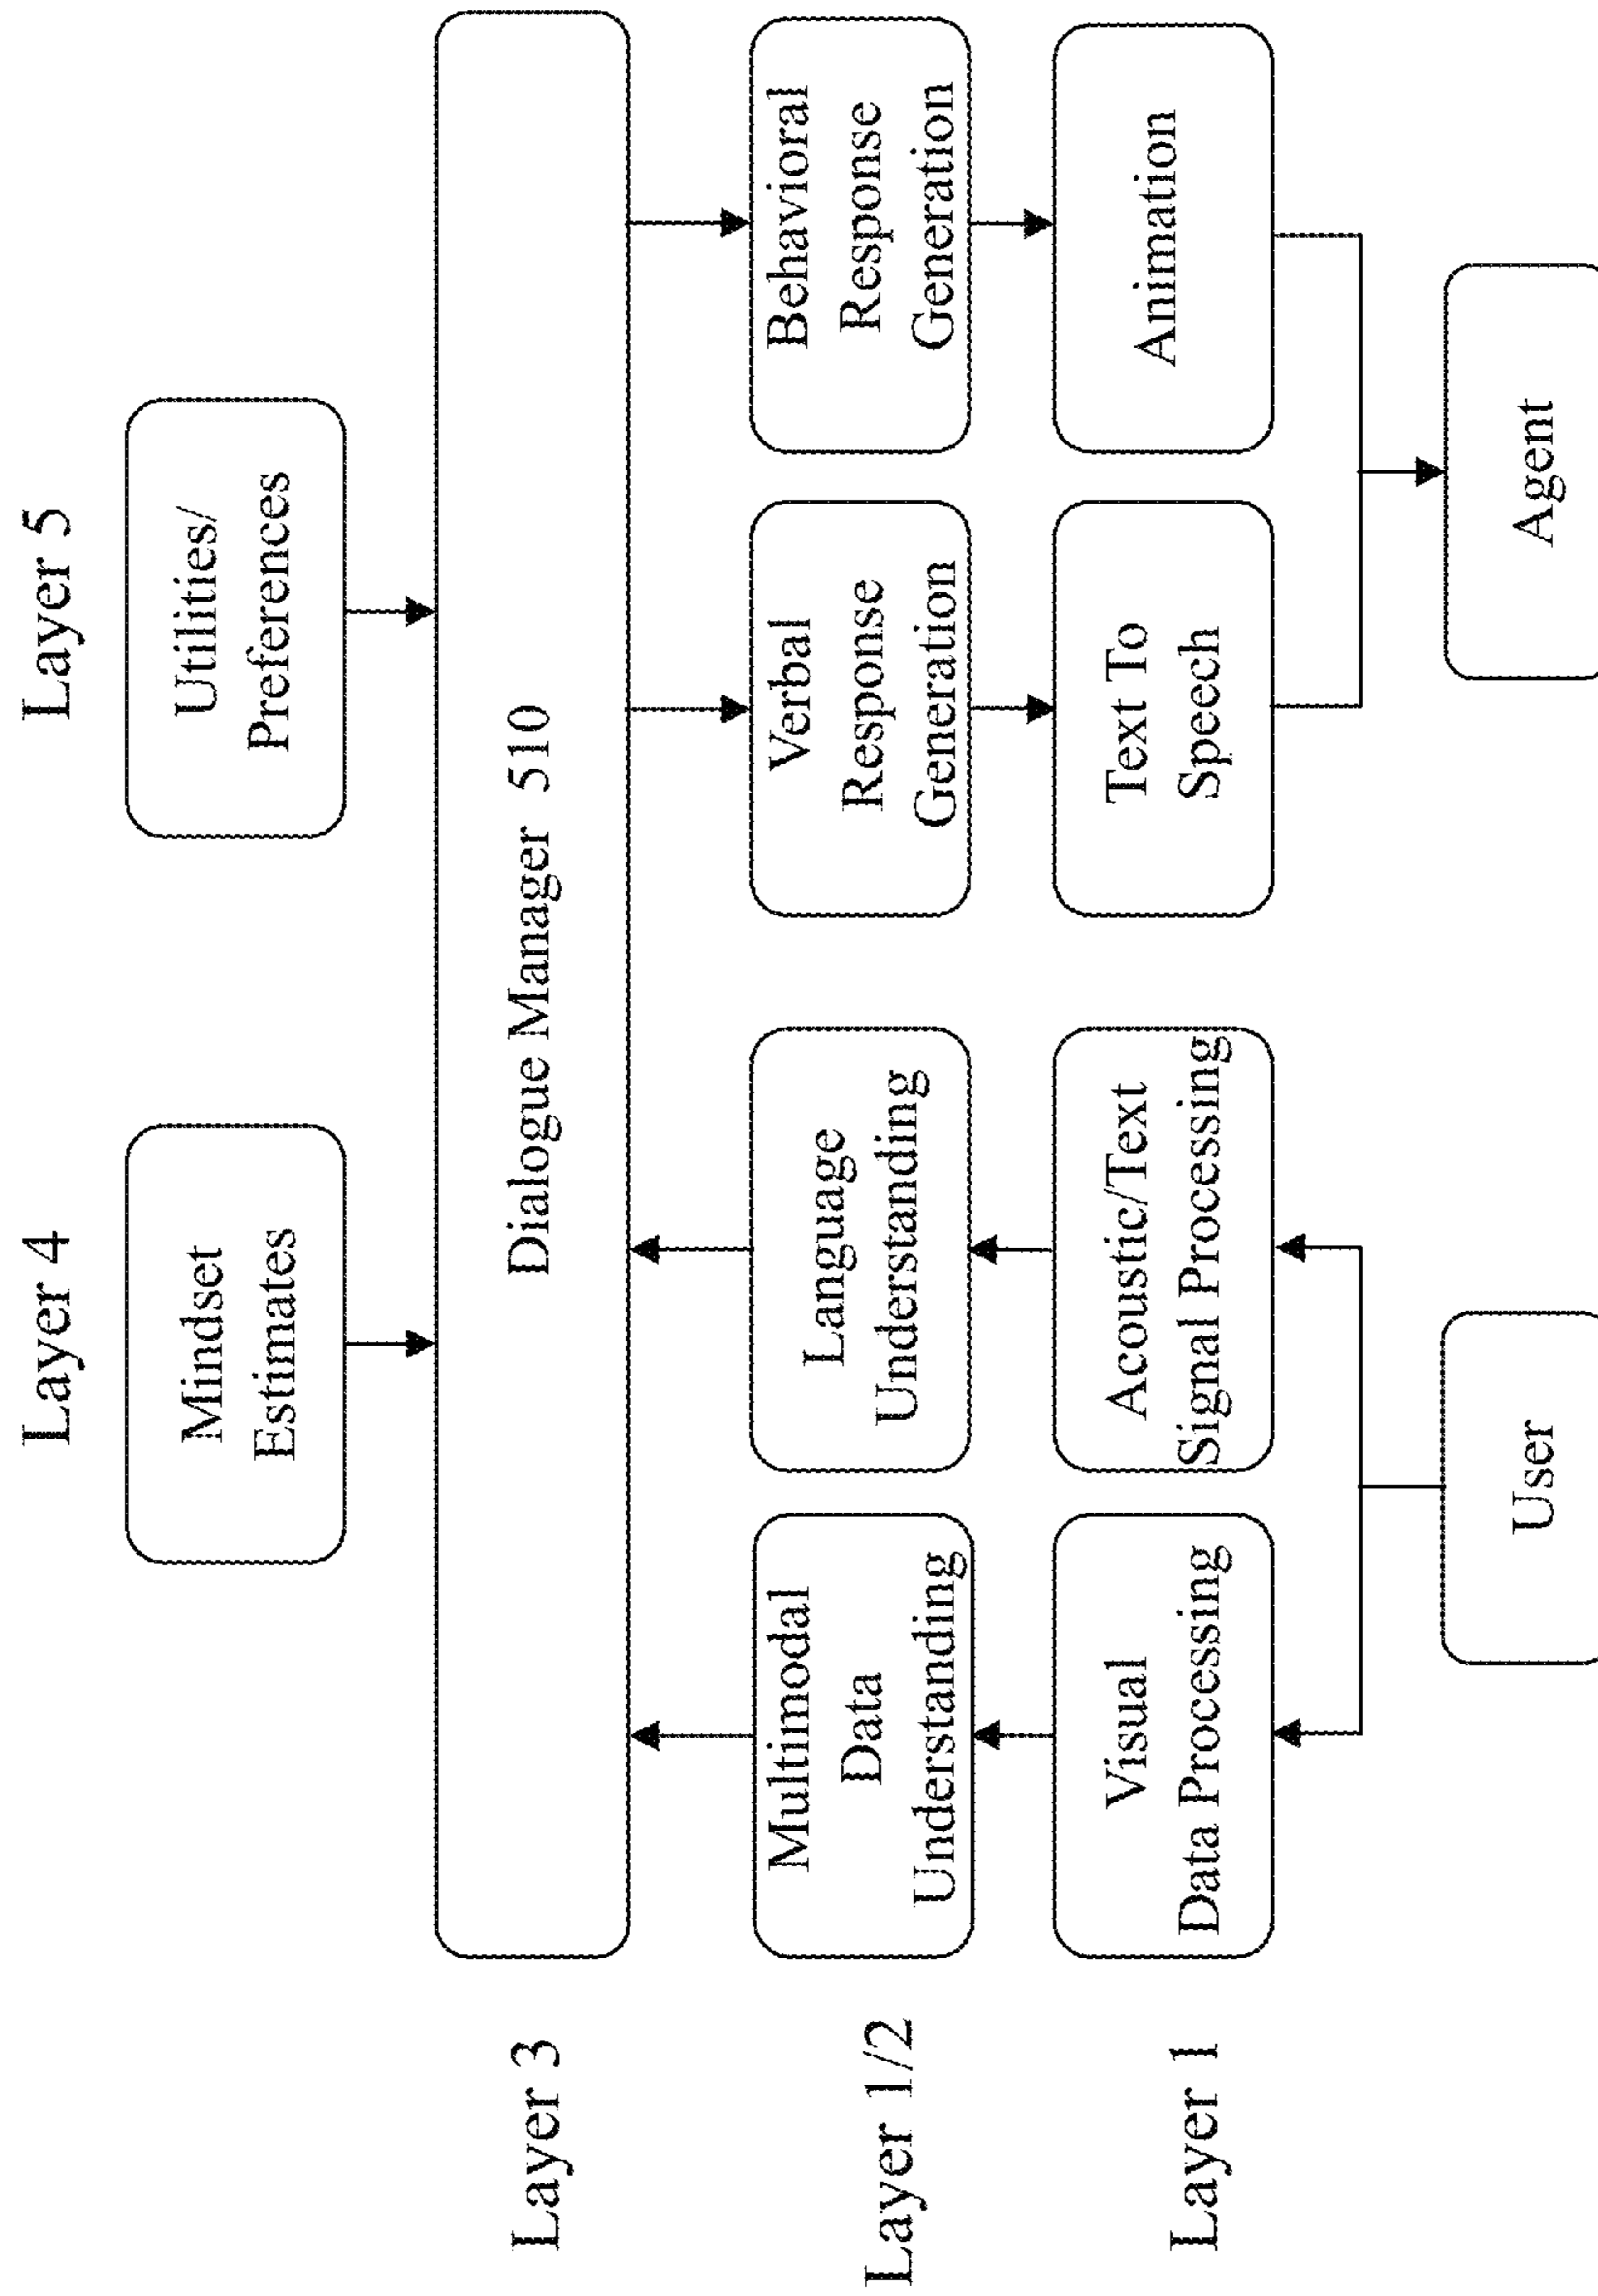 Layer 4
Layer 5
Mindset
Estimates
Utilities/
Preferences
Layer 3
Dialogue Manager 510
Layer 1/2
Multimodal
Data
Understanding
Language
Understanding
Verbal
Response
Generation
Behavioral
Response
Generation
Layer 1
Visual
Data Processing
Acoustic/Text
Signal Processing
Text To
Speech
Animation
User
Agent